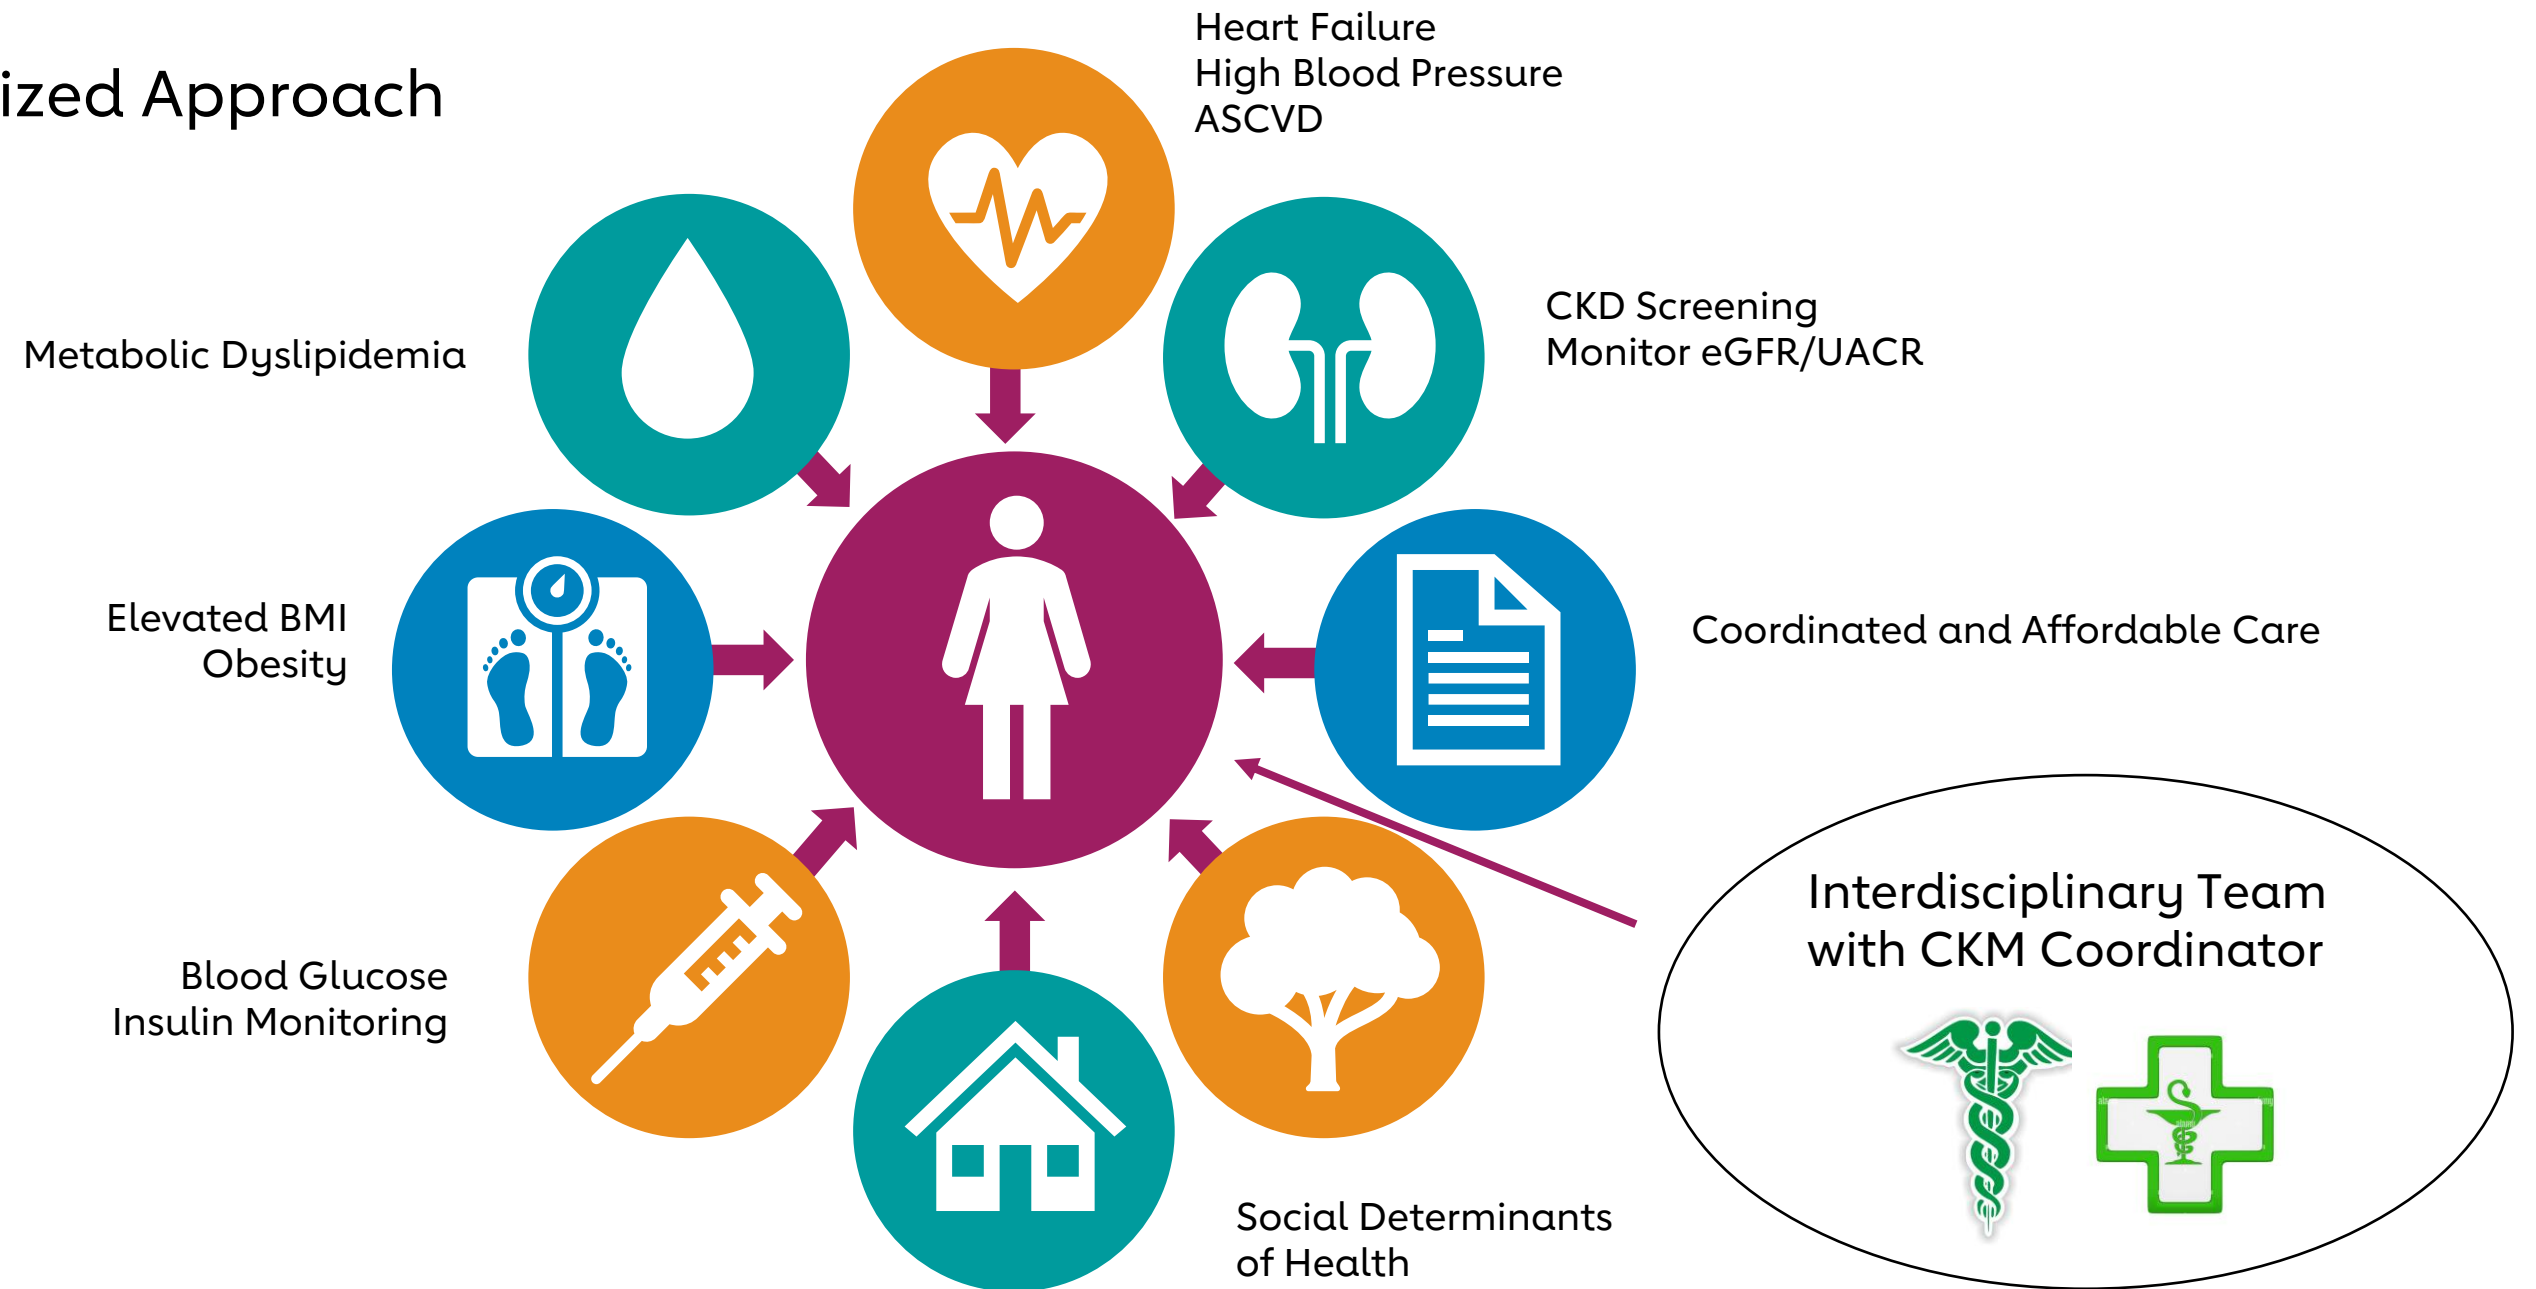 ized Approach
Heart Failure
High Blood Pressure
ASCVD
CKD Screening
Monitor eGFR/UACR
Metabolic Dyslipidemia
Elevated BMI
Obesity
Coordinated and Affordable Care
Interdisciplinary Team
with CKM Coordinator
Blood Glucose
Insulin Monitoring
Social Determinants
of Health